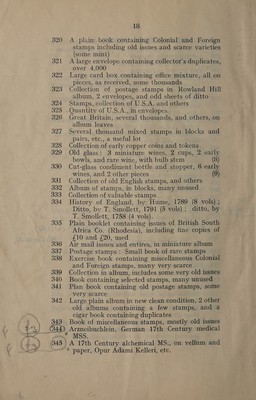 18
320 A plain book containing Colonial and Foreign
stamps including old issues and scarce varieties
(some mint)
321 A large envelope containing collector's duplicates,
over 4,000
322 Large card box containing office mixture, all on
pieces, as received, some thousands
323 Collection of postage stamps in Rowland Hill
album, 2 envelopes, and odd sheets of ditto
324 Stamps, collection of U.S.A. and others
325 Quantity of U.S.A., in envelopes
326 Great Britain, several thousands, and others, on
album leaves
327 Several thousand mixed stamps in blocks and
pairs, etc., a useful lot
328 Collection of early copper coins and tokens
329 Old glass: 3 miniature wines, 2 cups, 2 early
bowls, and rare wine, with bulb stem (8)
330 Cut-glass condiment bottle and stopper, 6 early
wines, and 2 other pieces (9)
331 Collection of old English stamps, and others
332 Album of stamps, in blocks, many unused
333 Collection of valuable stamps
334 History of England, by Hume, 1789 (8 vols);
Ditto, by T. Smollett, 1791 (5 vols); ditto, by
T. Smollett, 1758 (4 vols).
335 Plain booklet containing issues of British South
Africa Co. (Rhodesia), including fine copies of
£10 and £20, used
336 Air mail issues and entires, in miniature album
337 Postage stamps: Small book of rare stamps
338 Exercise book containing miscellaneous Colonial
and Foreign stamps, many very scarce
339 Collection in album, includes some very old issues
340 Book containing selected stamps, many unused
341 Plan book containing old postage stamps, some
very scarce
342 Large plain album in new clean condition, 2 other
old albums containing a few stamps, and a
cigar book containing duplicates
343 Book of miscellaneous stamps, mostly old issues
344 Arzneibuchlein, German 17th Century medical
MSS.
345 A 17th Century alchemical MS., on vellum and
paper, Opur Adami Kelleri, etc.